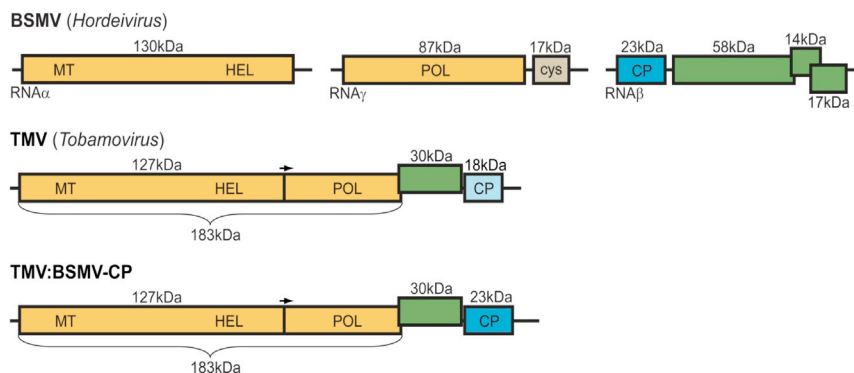 BSMV (Hordeivirus)
130kDa 87kDa 17kDa 23kDa 58kDa 14kDa
MT HEL POL cys CP
RNAα RNAγ RNAβ 17kDa
TMV (Tobamovirus)
127kDa 30kDa 18kDa
MT HEL POL CP
183kDa
TMV:BSMV-CP
127kDa 30kDa 23kDa
MT HEL POL CP
183kDa